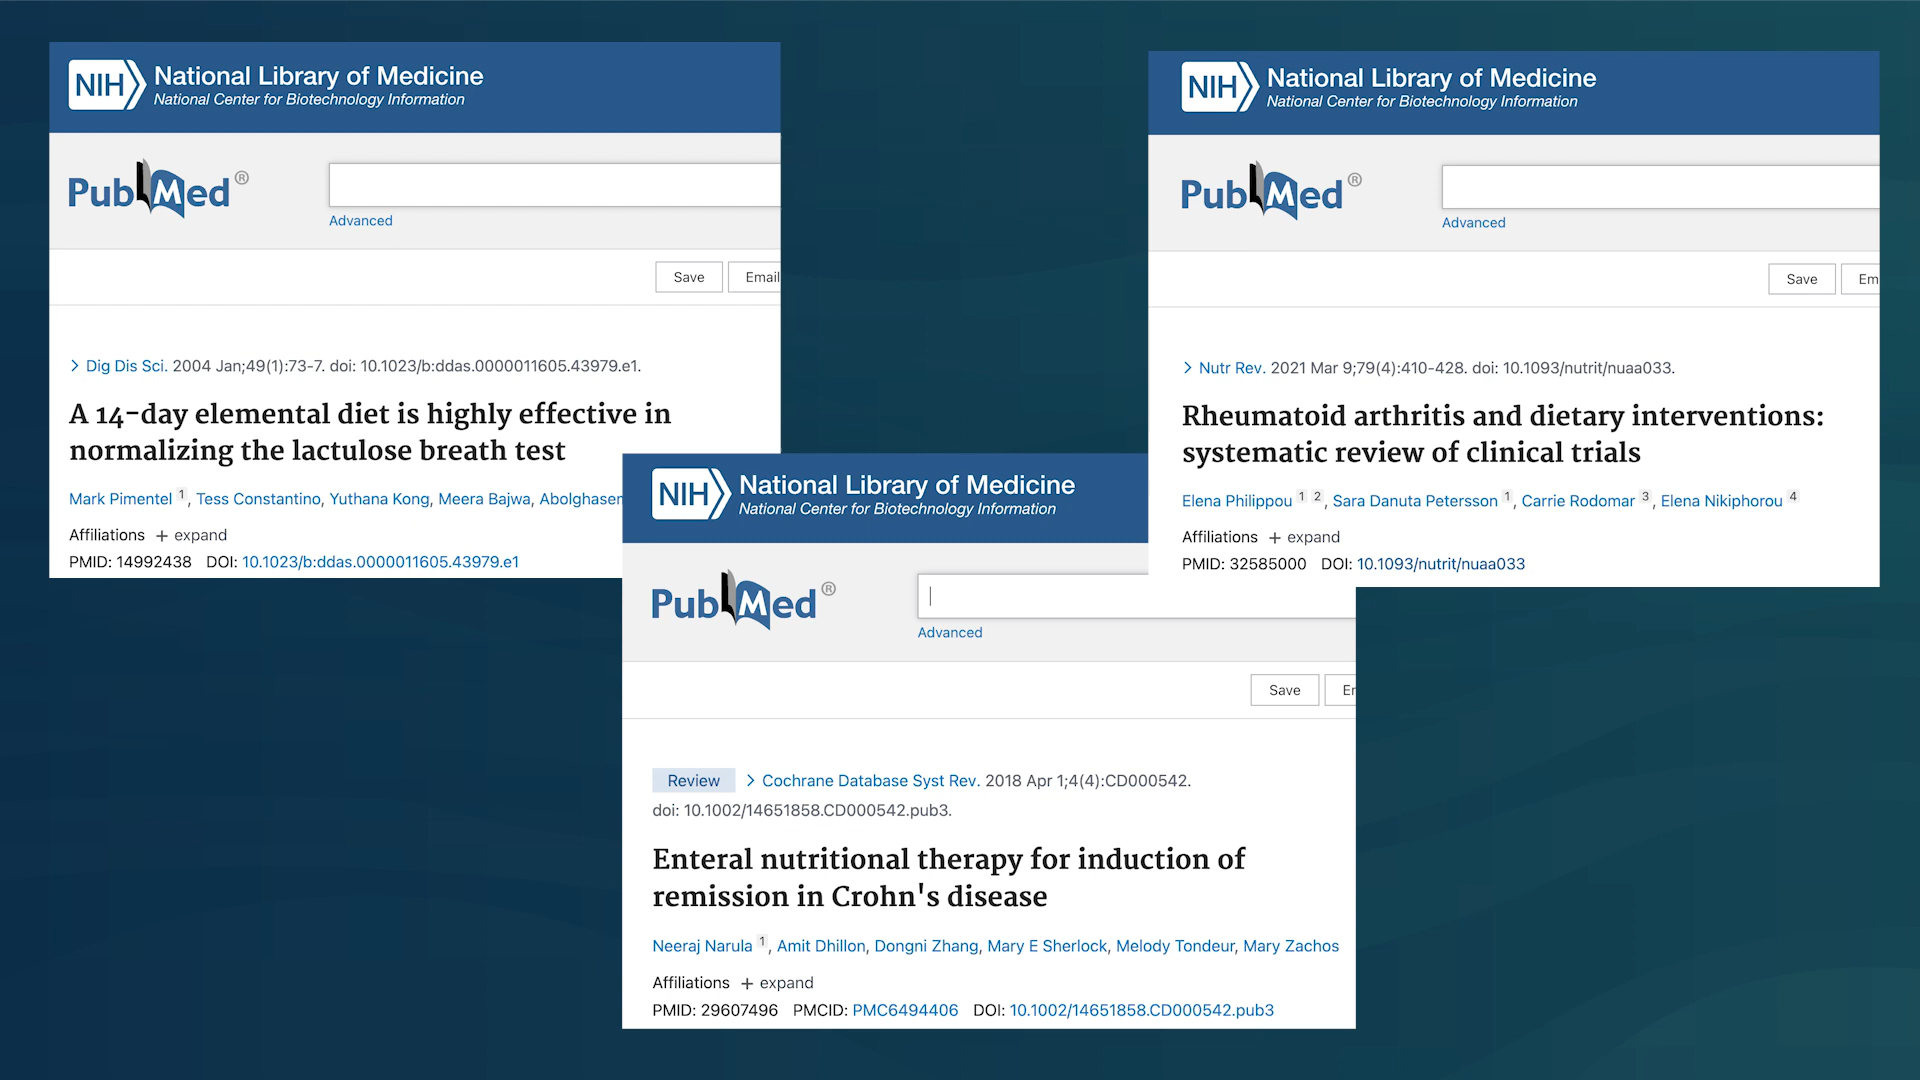 NIH National Library of Medicine
National Center for Biotechnology Information
PubMed®
Advanced
Save Email
Dig Dis Sci. 2004 Jan;49(1):73-7. doi: 10.1023/b:ddas.0000011605.43979.e1.
A 14-day elemental diet is highly effective in
normalizing the lactulose breath test
Mark Pimentel 1, Tess Constantino, Yuthana Kong, Meera Bajwa, Abolghasem
Affiliations + expand
PMID: 14992438 DOI: 10.1023/b:ddas.0000011605.43979.e1
NIH National Library of Medicine
National Center for Biotechnology Information
PubMed®
Advanced
Save Em
Nutr Rev. 2021 Mar 9;79(4):410-428. doi: 10.1093/nutrit/nuaa033.
Rheumatoid arthritis and dietary interventions:
systematic review of clinical trials
Elena Philippou 1 2, Sara Danuta Petersson 1, Carrie Rodomar 3, Elena Nikiphorou 4
Affiliations + expand
PMID: 32585000 DOI: 10.1093/nutrit/nuaa033
NIH National Library of Medicine
National Center for Biotechnology Information
PubMed®
Advanced
Save Er
Review Cochrane Database Syst Rev. 2018 Apr 1;4(4):CD000542.
doi: 10.1002/14651858.CD000542.pub3.
Enteral nutritional therapy for induction of
remission in Crohn's disease
Neeraj Narula 1, Amit Dhillon, Dongni Zhang, Mary E Sherlock, Melody Tondeur, Mary Zachos
Affiliations + expand
PMID: 29607496 PMCID: PMC6494406 DOI: 10.1002/14651858.CD000542.pub3